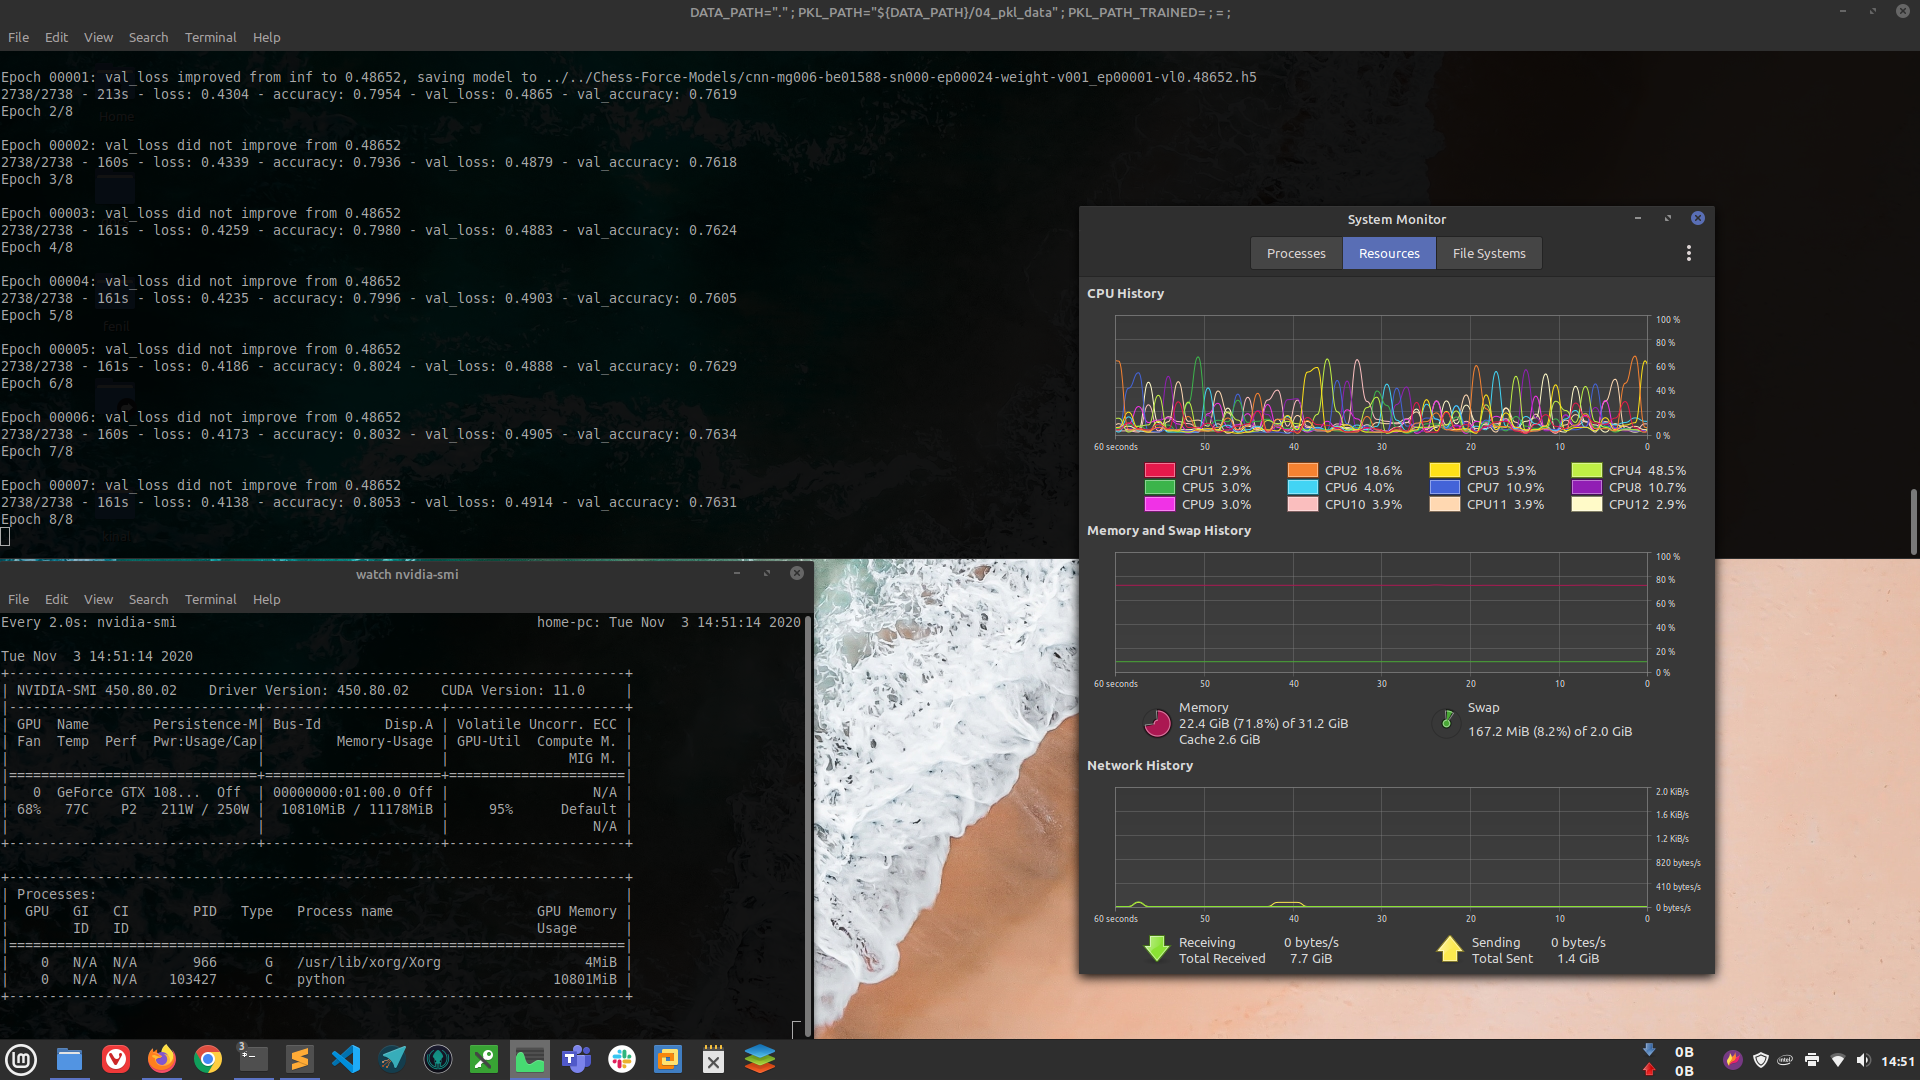 DATA_PATH="." ; PKL_PATH="${DATA_PATH}/04_pkl_data" ; PKL_PATH_TRAINED= ; = ;
File Edit View Search Terminal Help
Epoch 00001: val_loss improved from inf to 0.48652, saving model to ../../Chess-Force-Models/cnn-mg006-be01588-sn000-ep00024-weight-v001_ep00001-vl0.48652.h5
2738/2738 - 213s - loss: 0.4304 - accuracy: 0.7954 - val_loss: 0.4865 - val_accuracy: 0.7619
Epoch 2/8
Home
Epoch 00002: val_loss did not improve from 0.48652
2738/2738 - 160s - loss: 0.4339 - accuracy: 0.7936 - val_loss: 0.4879 - val_accuracy: 0.7618
Epoch 3/8
Epoch 00003: val_loss did not improve from 0.48652
2738/2738 - 161s - loss: 0.4259 - accuracy: 0.7980 - val_loss: 0.4883 - val_accuracy: 0.7624
Epoch 4/8
Epoch 00004: val_loss did not improve from 0.48652
2738/2738 - 161s - loss: 0.4235 - accuracy: 0.7996 - val_loss: 0.4903 - val_accuracy: 0.7605
Epoch 5/8
fenil
Epoch 00005: val_loss did not improve from 0.48652
2738/2738 - 161s - loss: 0.4186 - accuracy: 0.8024 - val_loss: 0.4888 - val_accuracy: 0.7629
Epoch 6/8
Epoch 00006: val_loss did not improve from 0.48652
2738/2738 - 160s - loss: 0.4173 - accuracy: 0.8032 - val_loss: 0.4905 - val_accuracy: 0.7634
Epoch 7/8
Epoch 00007: val_loss did not improve from 0.48652
2738/2738 - 161s - loss: 0.4138 - accuracy: 0.8053 - val_loss: 0.4914 - val_accuracy: 0.7631
Epoch 8/8
watch nvidia-smi
File Edit View Search Terminal Help
Every 2.0s: nvidia-smi home-pc: Tue Nov 3 14:51:14 2020
Tue Nov 3 14:51:14 2020
+-----------------------------------------------------------------------------+
| NVIDIA-SMI 450.80.02    Driver Version: 450.80.02    CUDA Version: 11.0     |
|-------------------------------+----------------------+----------------------+
| GPU  Name        Persistence-M| Bus-Id        Disp.A | Volatile Uncorr. ECC |
| Fan  Temp  Perf  Pwr:Usage/Cap|         Memory-Usage | GPU-Util  Compute M. |
|                               |                      |               MIG M. |
|===============================+======================+======================|
|   0  GeForce GTX 108...  Off  | 00000000:01:00.0 Off |                  N/A |
| 68%   77C    P2   211W / 250W |  10810MiB / 11178MiB |     95%      Default |
|                               |                      |                  N/A |
+-------------------------------+----------------------+----------------------+
+-----------------------------------------------------------------------------+
| Processes:                                                                  |
|  GPU   GI   CI        PID   Type   Process name                  GPU Memory |
|        ID   ID                                                   Usage      |
|=============================================================================|
|    0   N/A  N/A       966      G   /usr/lib/xorg/Xorg                  4MiB |
|    0   N/A  N/A    103427      C   python                          10801MiB |
+-----------------------------------------------------------------------------+
System Monitor
Processes Resources File Systems
CPU History
100 %
80 %
60 %
40 %
20 %
0 %
60 seconds 50 40 30 20 10 0
CPU1 2.9% CPU2 18.6% CPU3 5.9% CPU4 48.5%
CPU5 3.0% CPU6 4.0% CPU7 10.9% CPU8 10.7%
CPU9 3.0% CPU10 3.9% CPU11 3.9% CPU12 2.9%
Memory and Swap History
100 %
80 %
60 %
40 %
20 %
0 %
60 seconds 50 40 30 20 10 0
Memory
22.4 GiB (71.8%) of 31.2 GiB
Cache 2.6 GiB
Swap
167.2 MiB (8.2%) of 2.0 GiB
Network History
2.0 KiB/s
1.6 KiB/s
1.2 KiB/s
820 bytes/s
410 bytes/s
0 bytes/s
60 seconds 50 40 30 20 10 0
Receiving 0 bytes/s
Total Received 7.7 GiB
Sending 0 bytes/s
Total Sent 1.4 GiB
3
0B
0B
14:51